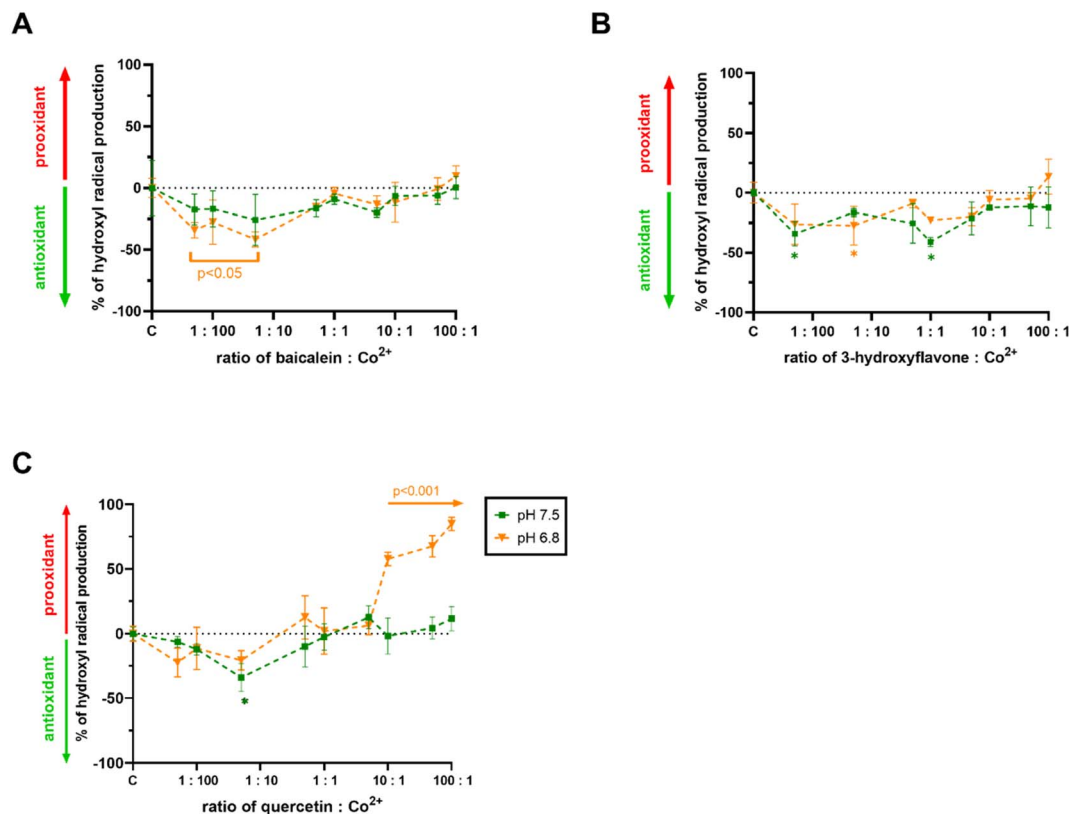 A
prooxidant
antioxidant
% of hydroxyl radical production
100
50
0
-50
-100
p<0.05
C
1 : 100
1 : 10
1 : 1
10 : 1
100 : 1
ratio of baicalein : Co²⁺
B
prooxidant
antioxidant
% of hydroxyl radical production
100
50
0
-50
-100
*
*
*
C
1 : 100
1 : 10
1 : 1
10 : 1
100 : 1
ratio of 3-hydroxyflavone : Co²⁺
C
prooxidant
antioxidant
% of hydroxyl radical production
100
50
0
-50
-100
p<0.001
*
C
1 : 100
1 : 10
1 : 1
10 : 1
100 : 1
ratio of quercetin : Co²⁺
pH 7.5
pH 6.8